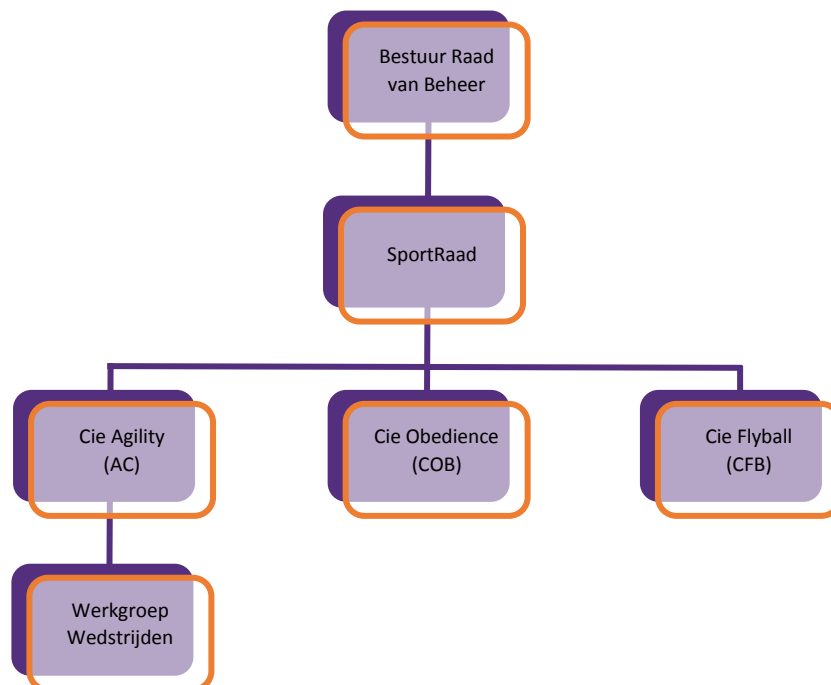 Bestuur Raad
van Beheer
SportRaad
Cie Agility
(AC)
Cie Obedience
(COB)
Cie Flyball
(CFB)
Werkgroep
Wedstrijden